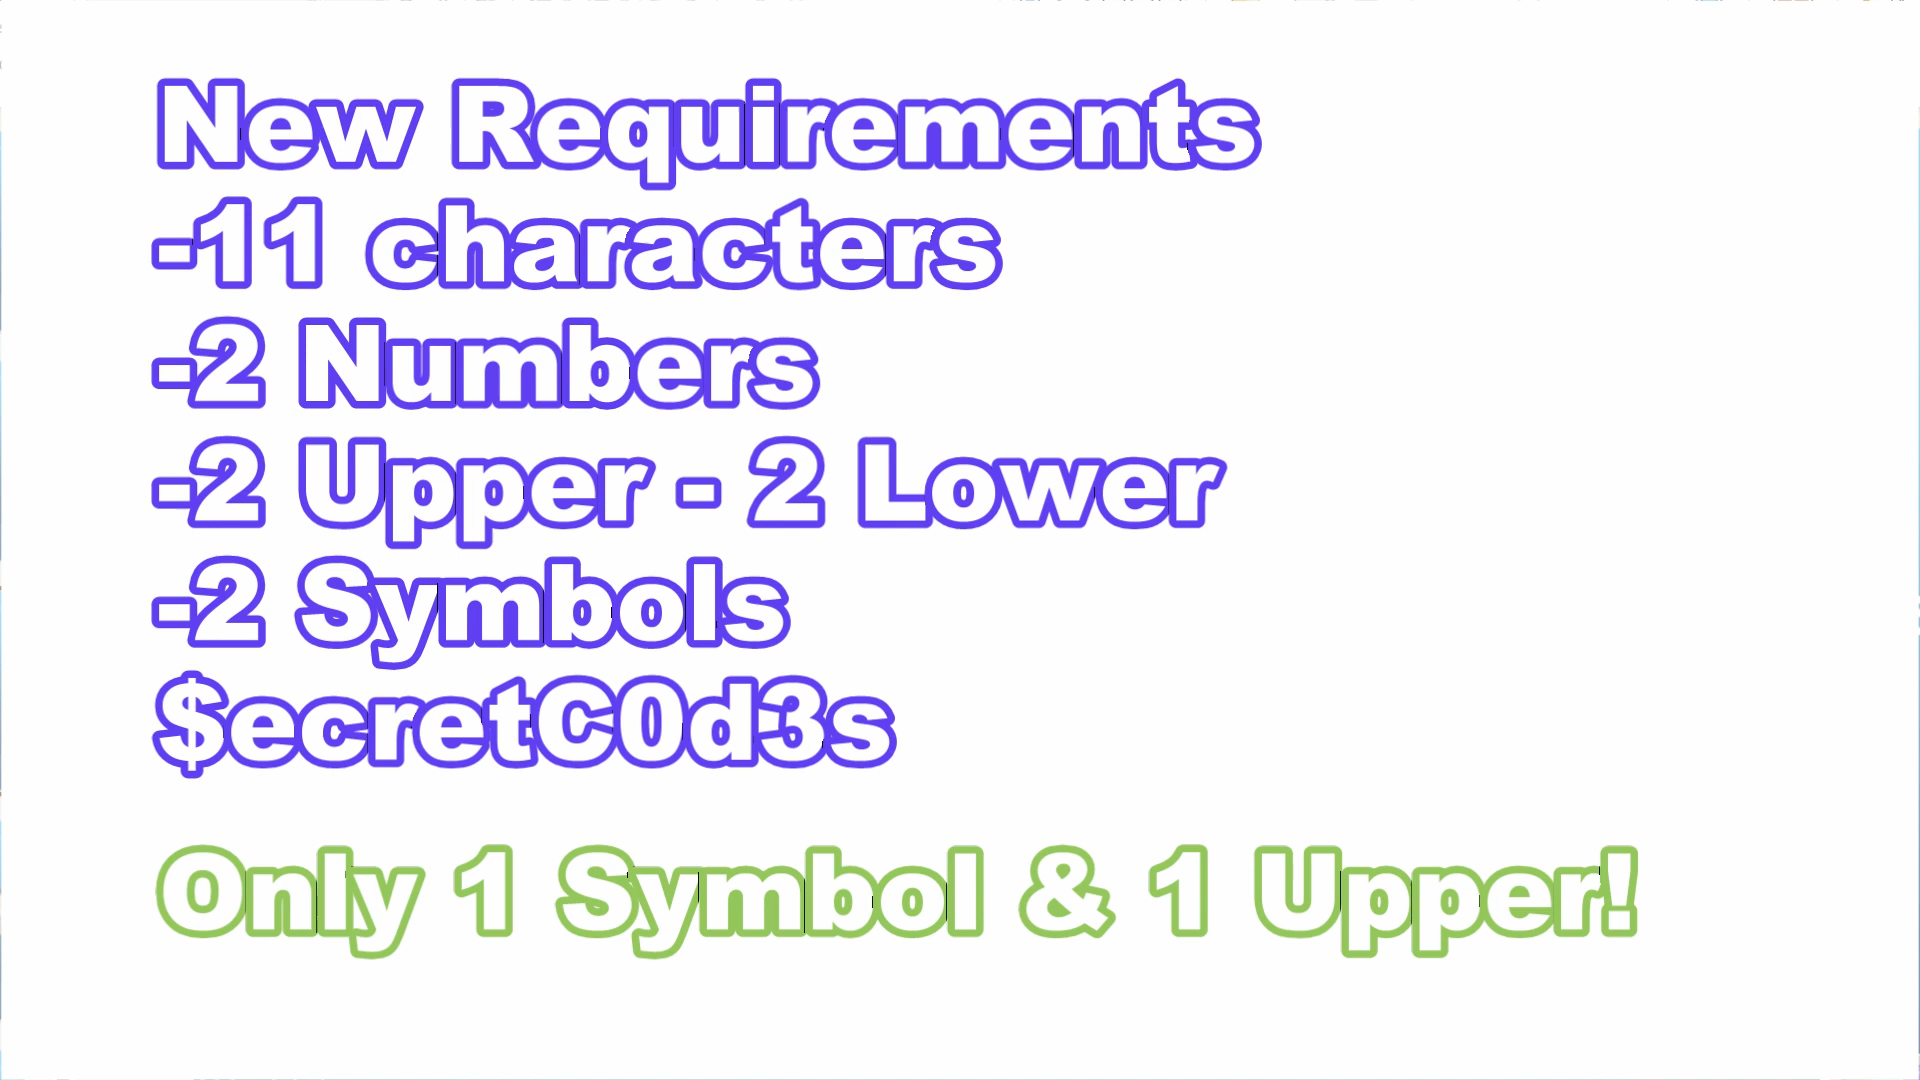 New Requirements
-11 characters
-2 Numbers
-2 Upper - 2 Lower
-2 Symbols
$ecretC0d3s
Only 1 Symbol & 1 Upper!